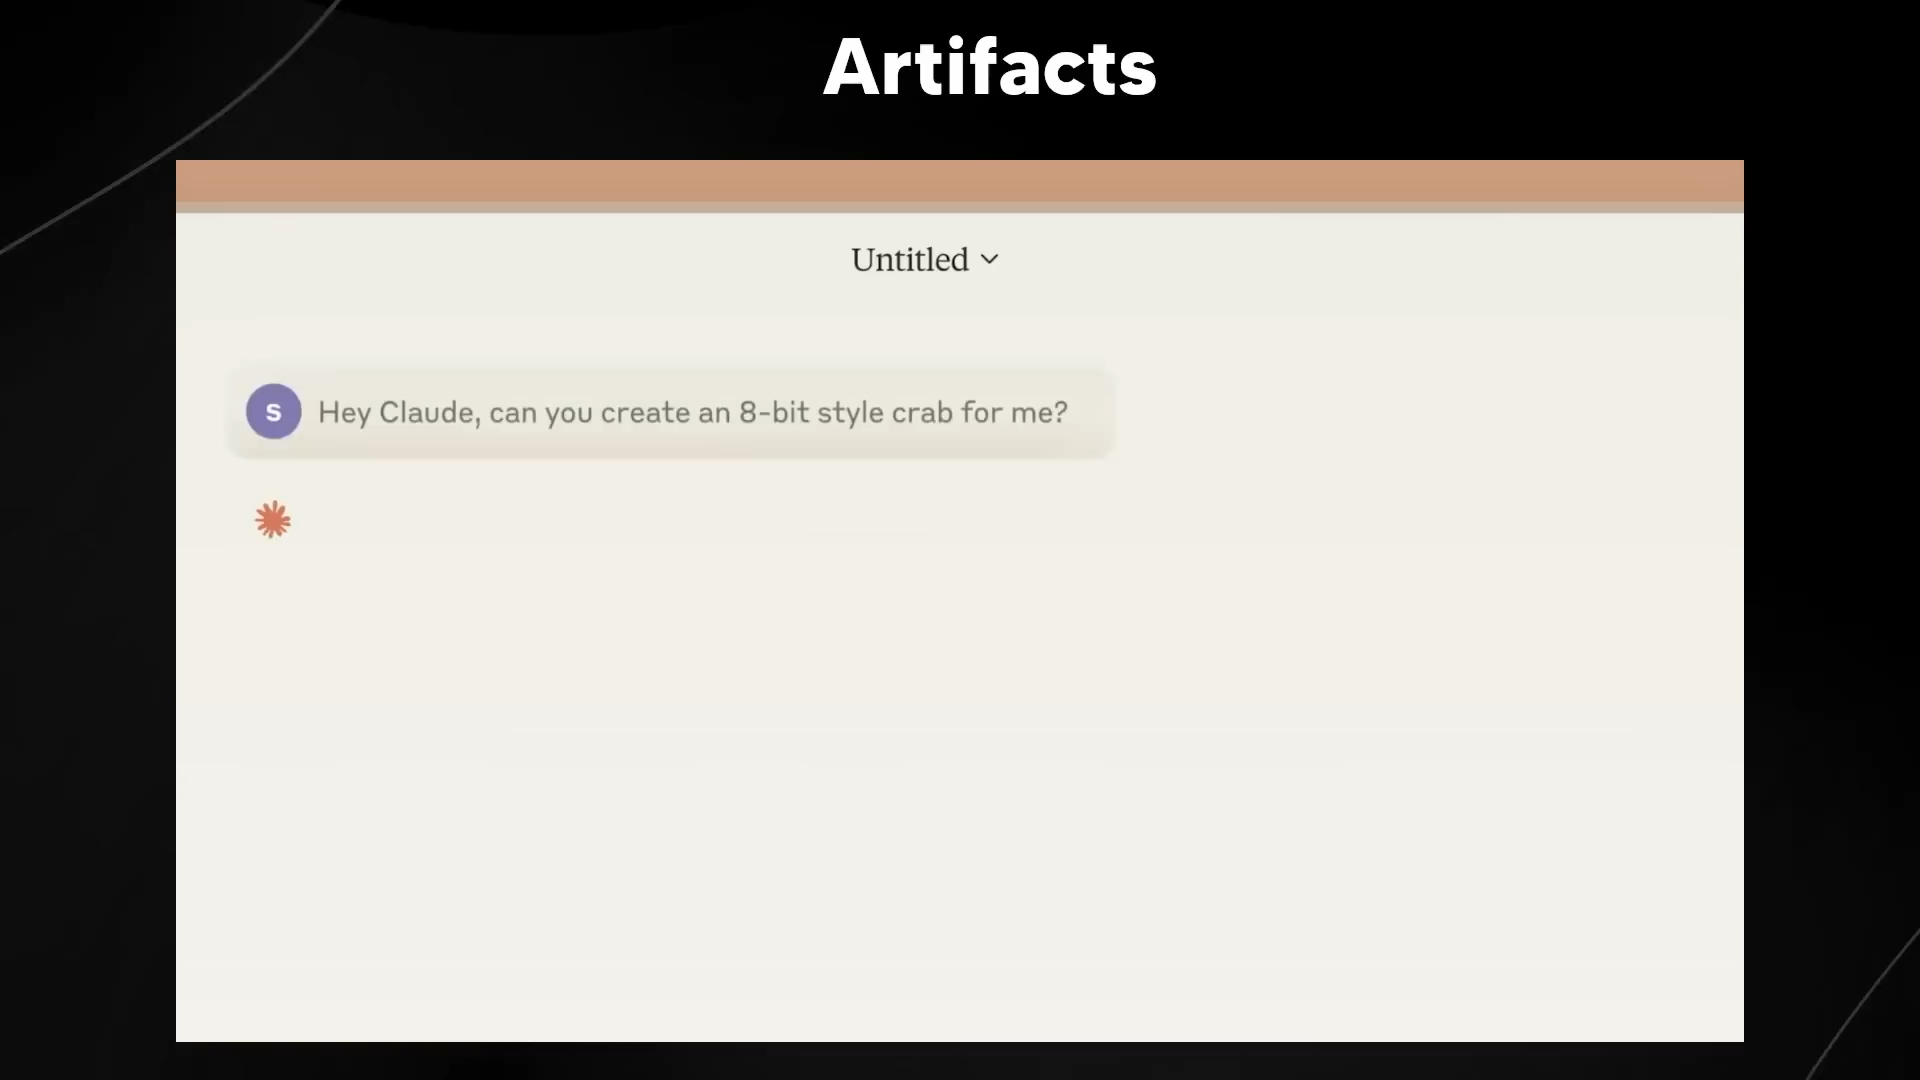 Artifacts
Untitled
S
Hey Claude, can you create an 8-bit style crab for me?